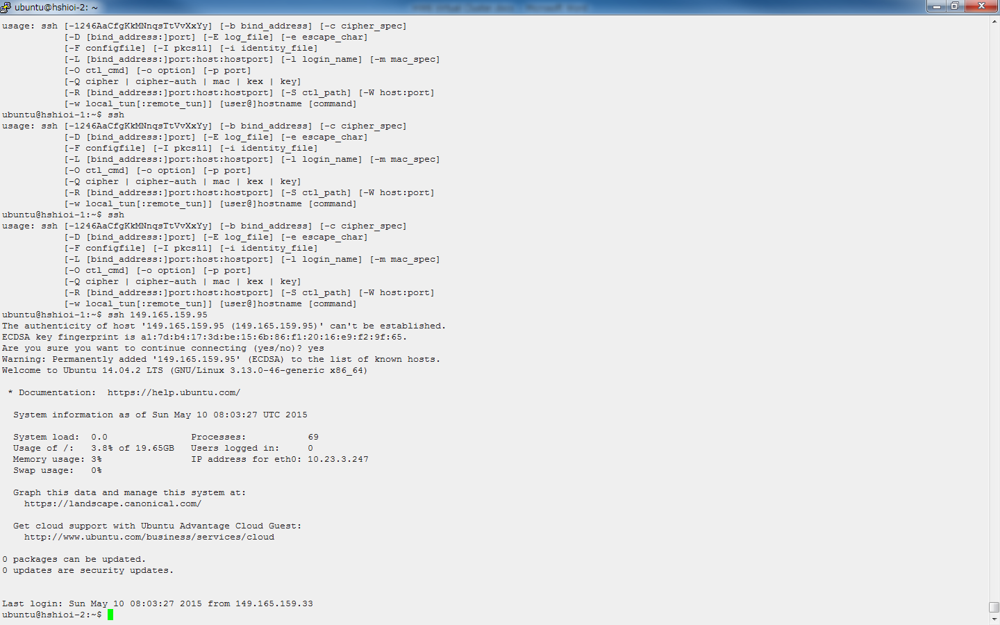 ubuntu@hshioi-2: ~
usage: ssh [-1246AaCfgKkMNnqsTtVvXxYy] [-b bind_address] [-c cipher_spec]
           [-D [bind_address:]port] [-E log_file] [-e escape_char]
           [-F configfile] [-I pkcs11] [-i identity_file]
           [-L [bind_address:]port:host:hostport] [-l login_name] [-m mac_spec]
           [-O ctl_cmd] [-o option] [-p port]
           [-Q cipher | cipher-auth | mac | kex | key]
           [-R [bind_address:]port:host:hostport] [-S ctl_path] [-W host:port]
           [-w local_tun[:remote_tun]] [user@]hostname [command]
ubuntu@hshioi-1:~$ ssh
usage: ssh [-1246AaCfgKkMNnqsTtVvXxYy] [-b bind_address] [-c cipher_spec]
           [-D [bind_address:]port] [-E log_file] [-e escape_char]
           [-F configfile] [-I pkcs11] [-i identity_file]
           [-L [bind_address:]port:host:hostport] [-l login_name] [-m mac_spec]
           [-O ctl_cmd] [-o option] [-p port]
           [-Q cipher | cipher-auth | mac | kex | key]
           [-R [bind_address:]port:host:hostport] [-S ctl_path] [-W host:port]
           [-w local_tun[:remote_tun]] [user@]hostname [command]
ubuntu@hshioi-1:~$ ssh
usage: ssh [-1246AaCfgKkMNnqsTtVvXxYy] [-b bind_address] [-c cipher_spec]
           [-D [bind_address:]port] [-E log_file] [-e escape_char]
           [-F configfile] [-I pkcs11] [-i identity_file]
           [-L [bind_address:]port:host:hostport] [-l login_name] [-m mac_spec]
           [-O ctl_cmd] [-o option] [-p port]
           [-Q cipher | cipher-auth | mac | kex | key]
           [-R [bind_address:]port:host:hostport] [-S ctl_path] [-W host:port]
           [-w local_tun[:remote_tun]] [user@]hostname [command]
ubuntu@hshioi-1:~$ ssh 149.165.159.95
The authenticity of host '149.165.159.95 (149.165.159.95)' can't be established.
ECDSA key fingerprint is a1:7d:b4:17:3d:be:15:6b:86:f1:20:16:e9:f2:9f:65.
Are you sure you want to continue connecting (yes/no)? yes
Warning: Permanently added '149.165.159.95' (ECDSA) to the list of known hosts.
Welcome to Ubuntu 14.04.2 LTS (GNU/Linux 3.13.0-46-generic x86_64)
 * Documentation:  https://help.ubuntu.com/
  System information as of Sun May 10 08:03:27 UTC 2015
  System load:  0.0               Processes:           69
  Usage of /:   3.8% of 19.65GB   Users logged in:     0
  Memory usage: 3%                IP address for eth0: 10.23.3.247
  Swap usage:   0%
  Graph this data and manage this system at:
    https://landscape.canonical.com/
  Get cloud support with Ubuntu Advantage Cloud Guest:
    http://www.ubuntu.com/business/services/cloud
0 packages can be updated.
0 updates are security updates.
Last login: Sun May 10 08:03:27 2015 from 149.165.159.33
ubuntu@hshioi-2:~$